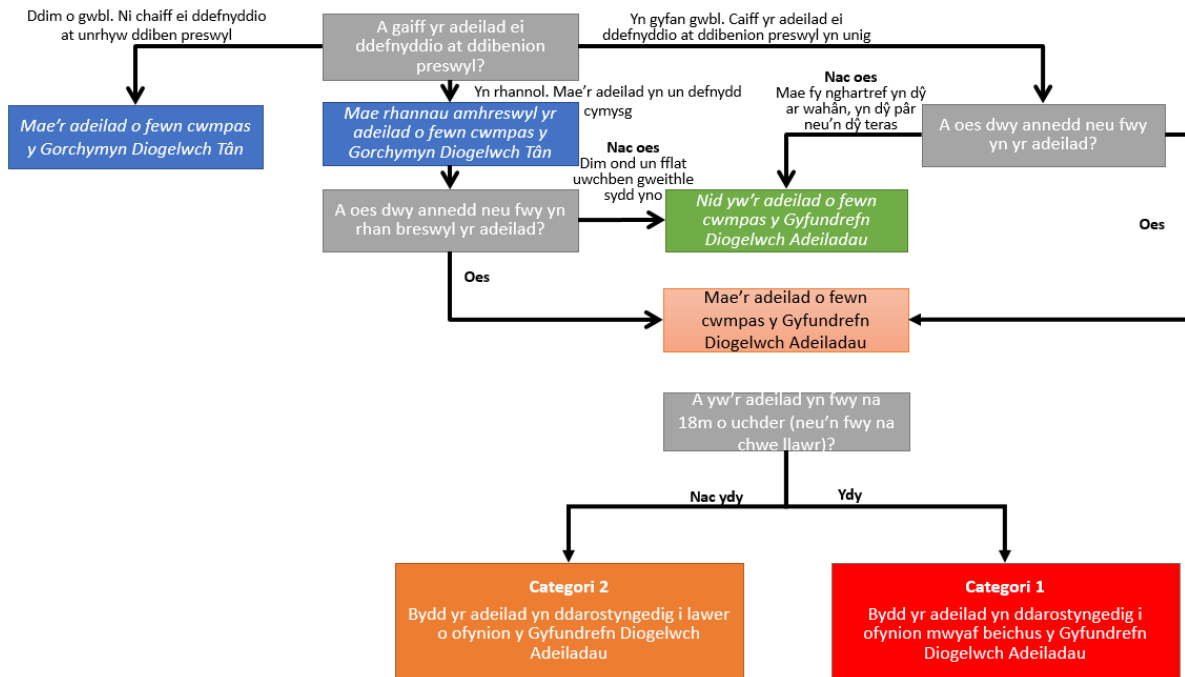 Ddim o gwbl. Ni chaiff ei ddefnyddio
at unrhyw ddiben preswyl
A gaiff yr adeilad ei
ddefnyddio at ddibenion
preswyl?
Yn gyfan gwbl. Caiff yr adeilad ei
ddefnyddio at ddibenion preswyl yn unig
Mae'r adeilad o fewn cwmpas
y Gorchymyn Diogelwch Tân
Yn rhannol. Mae'r adeilad yn un defnydd
cymysg
Mae rhannau amhreswyl yr
adeilad o fewn cwmpas y
Gorchymyn Diogelwch Tân
Nac oes
Mae fy nghartref yn dŷ
ar wahân, yn dŷ pâr
neu'n dŷ teras
A oes dwy annedd neu fwy
yn yr adeilad?
Nac oes
Dim ond un fflat
uwchben gweithle
sydd yno
A oes dwy annedd neu fwy yn
rhan breswyl yr adeilad?
Nid yw'r adeilad o fewn
cwmpas y Gyfundrefn
Diogelwch Adeiladau
Oes
Oes
Mae'r adeilad o fewn
cwmpas y Gyfundrefn
Diogelwch Adeiladau
A yw'r adeilad yn fwy na
18m o uchder (neu'n fwy na
chwe llawr)?
Nac ydy
Ydy
Categori 2
Bydd yr adeilad yn ddarostyngedig i lawer
o ofynion y Gyfundrefn Diogelwch
Adeiladau
Categori 1
Bydd yr adeilad yn ddarostyngedig i
ofynion mwyaf beichus y Gyfundrefn
Diogelwch Adeiladau